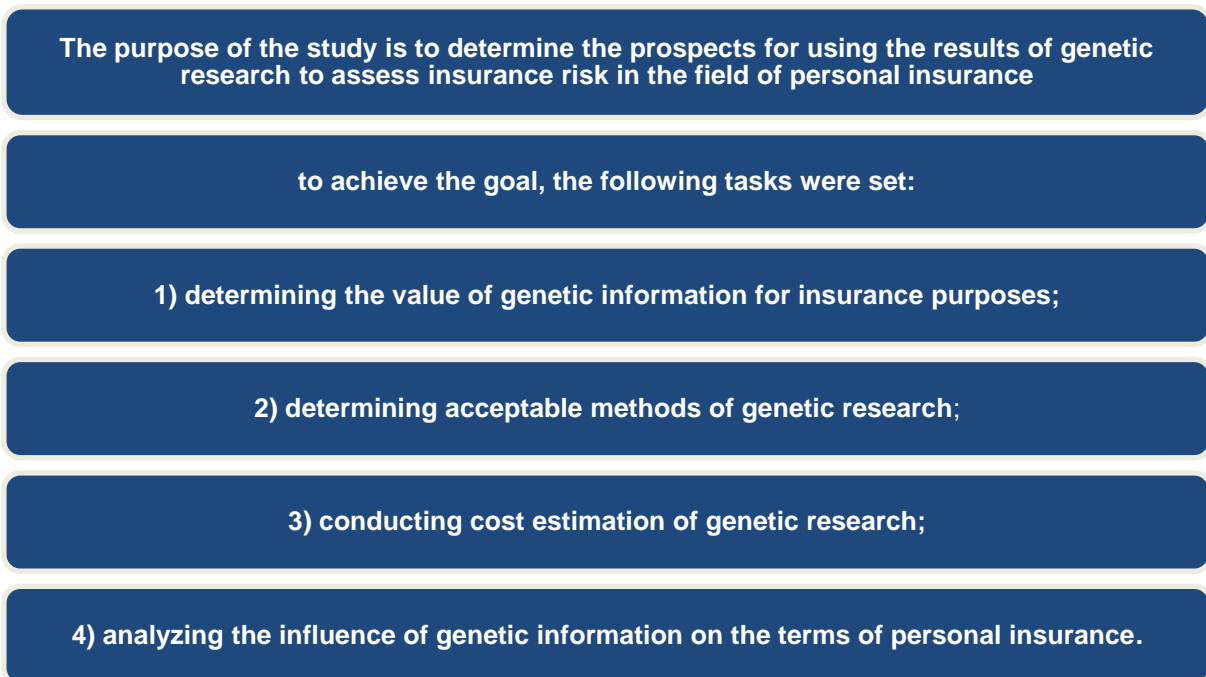 The purpose of the study is to determine the prospects for using the results of genetic
research to assess insurance risk in the field of personal insurance
to achieve the goal, the following tasks were set:
1) determining the value of genetic information for insurance purposes;
2) determining acceptable methods of genetic research;
3) conducting cost estimation of genetic research;
4) analyzing the influence of genetic information on the terms of personal insurance.